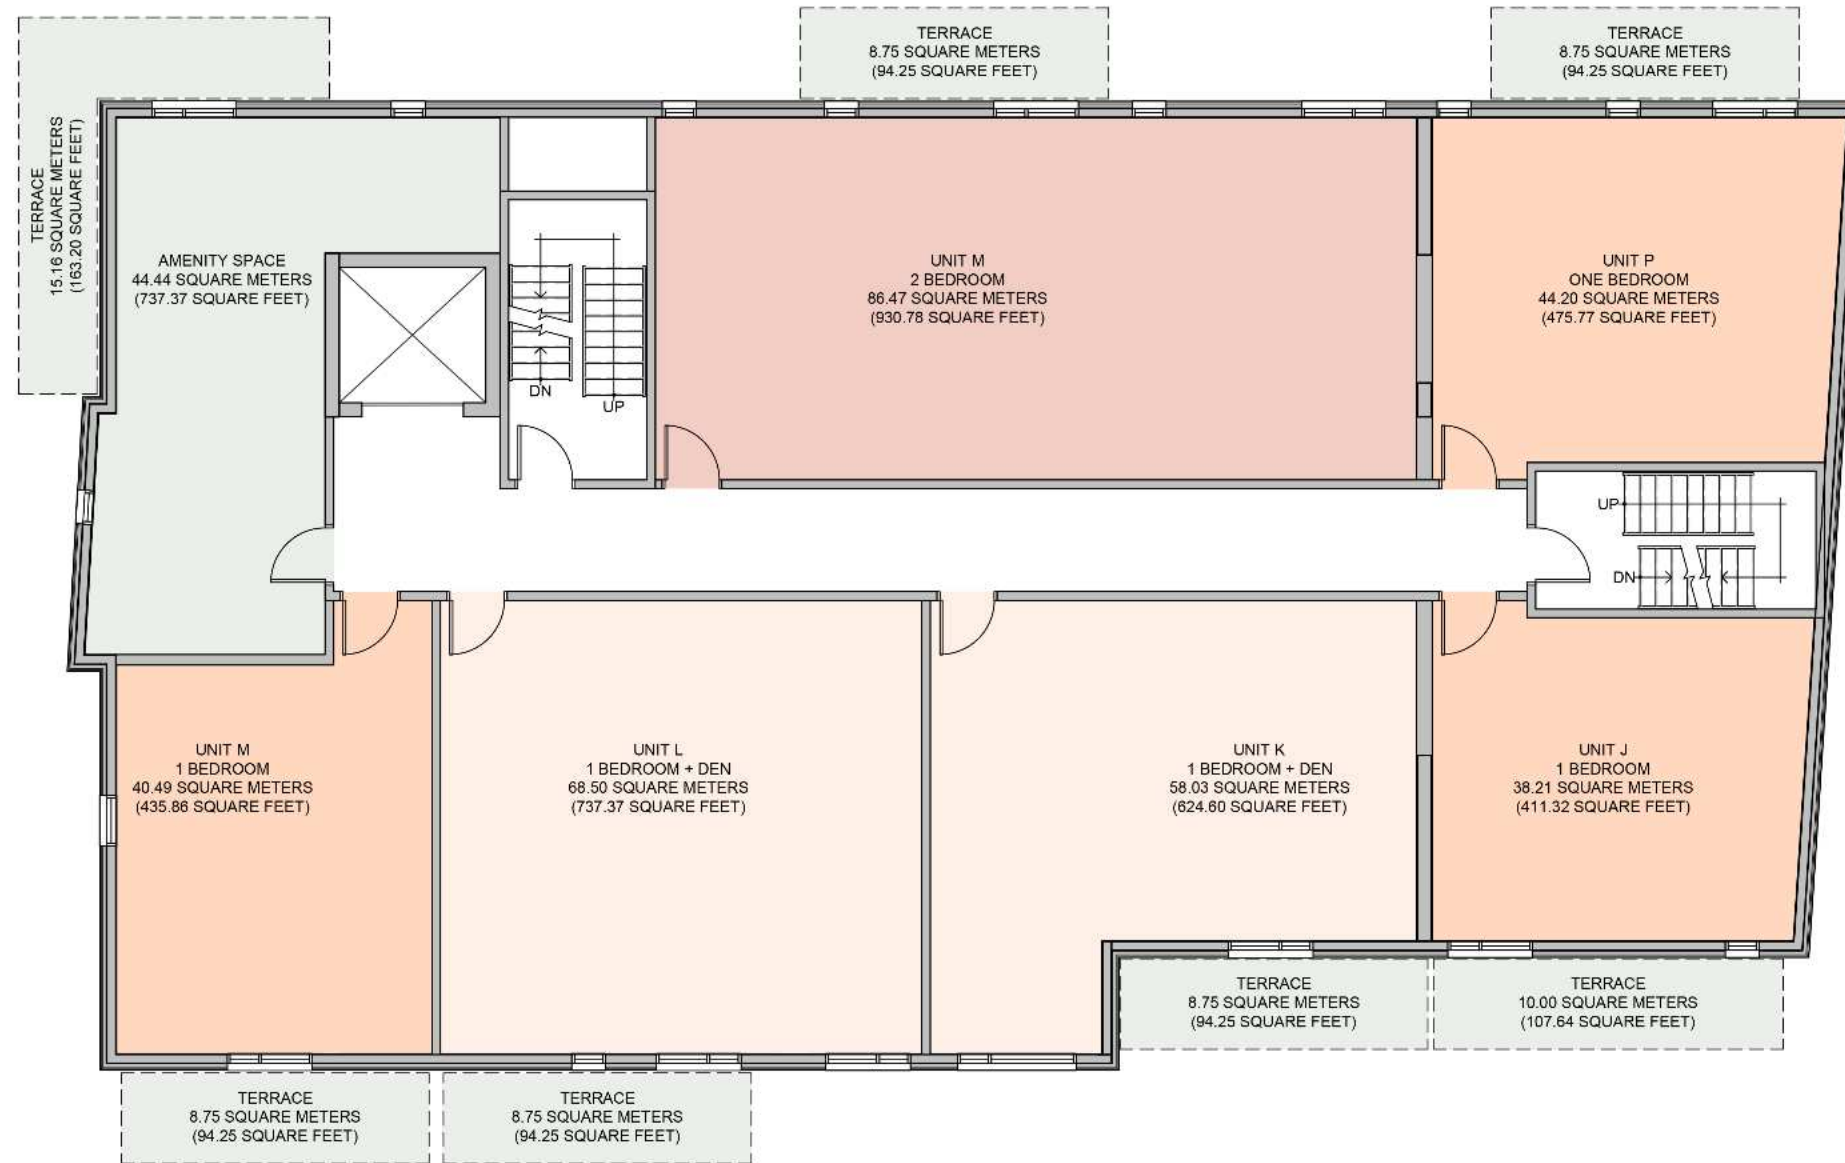 TERRACE
8.75 SQUARE METERS
(94.25 SQUARE FEET)
TERRACE
8.75 SQUARE METERS
(94.25 SQUARE FEET)
TERRACE
15.16 SQUARE METERS
(163.20 SQUARE FEET)
AMENITY SPACE
44.44 SQUARE METERS
(737.37 SQUARE FEET)
DN
UP
UNIT M
2 BEDROOM
86.47 SQUARE METERS
(930.78 SQUARE FEET)
UNIT P
ONE BEDROOM
44.20 SQUARE METERS
(475.77 SQUARE FEET)
UP
DN
UNIT M
1 BEDROOM
40.49 SQUARE METERS
(435.86 SQUARE FEET)
UNIT L
1 BEDROOM + DEN
68.50 SQUARE METERS
(737.37 SQUARE FEET)
UNIT K
1 BEDROOM + DEN
58.03 SQUARE METERS
(624.60 SQUARE FEET)
UNIT J
1 BEDROOM
38.21 SQUARE METERS
(411.32 SQUARE FEET)
TERRACE
8.75 SQUARE METERS
(94.25 SQUARE FEET)
TERRACE
10.00 SQUARE METERS
(107.64 SQUARE FEET)
TERRACE
8.75 SQUARE METERS
(94.25 SQUARE FEET)
TERRACE
8.75 SQUARE METERS
(94.25 SQUARE FEET)